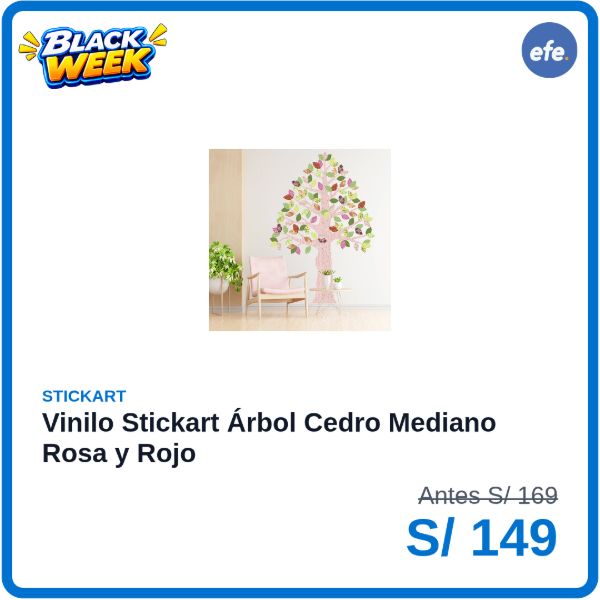 BLACK
WEEK
efe.
STICKART
Vinilo Stickart Árbol Cedro Mediano
Rosa y Rojo
Antes S/ 169
S/ 149